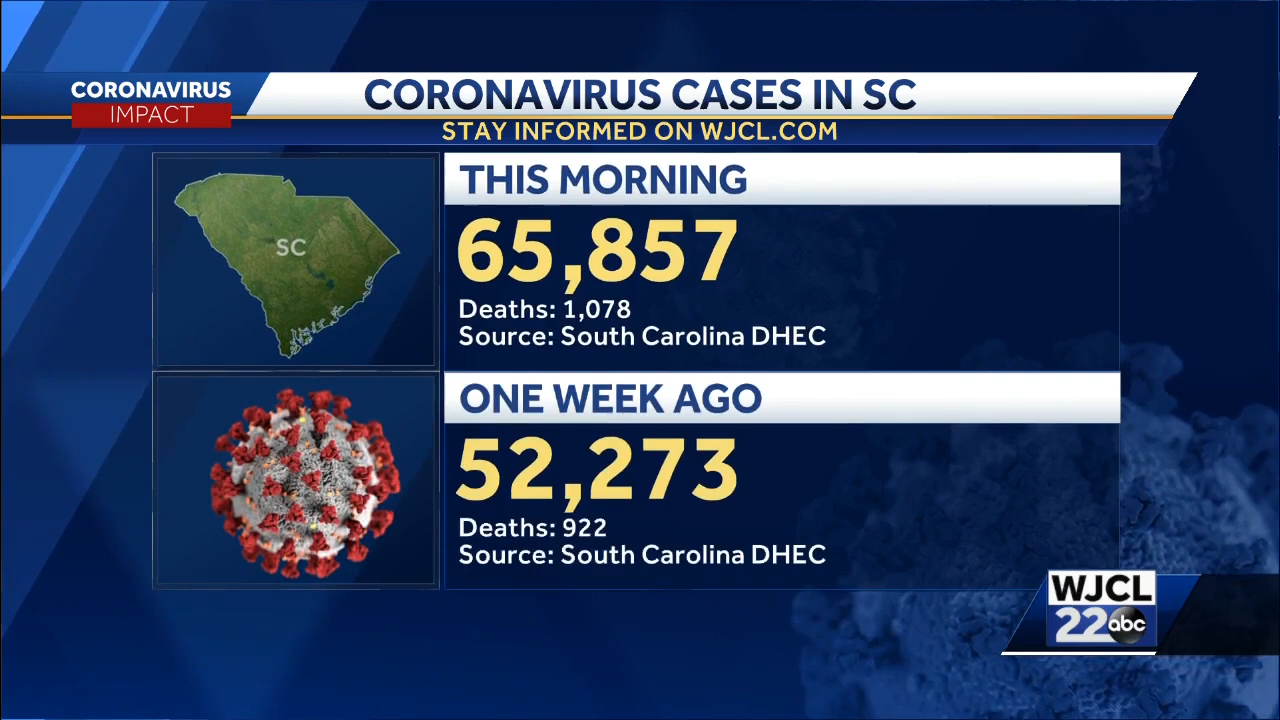 CORONAVIRUS
IMPACT
CORONAVIRUS CASES IN SC
STAY INFORMED ON WJCL.COM
SC
THIS MORNING
65,857
Deaths: 1,078
Source: South Carolina DHEC
ONE WEEK AGO
52,273
Deaths: 922
Source: South Carolina DHEC
WJCL
22 abc